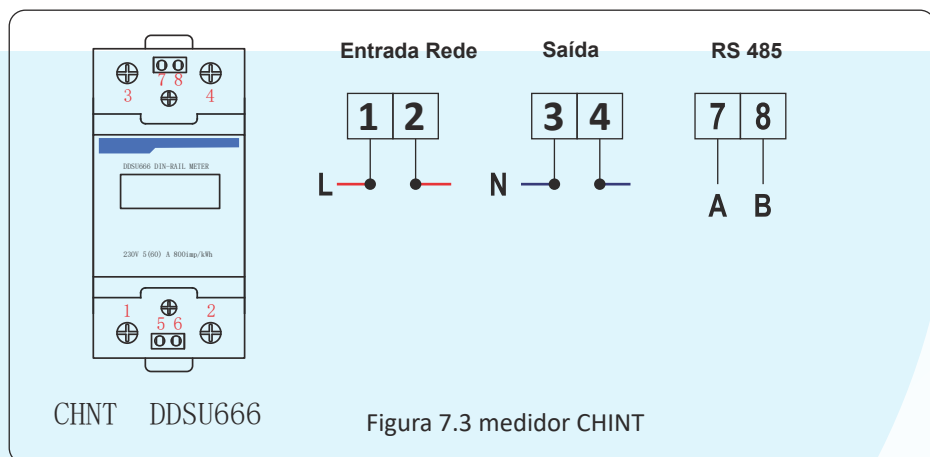 Entrada Rede Saída RS 485
7 8
3 4
1 2 3 4 7 8
DDSU666 DIN-RAIL METER
L N
A B
230V 5(60) A 800imp/kWh
1 2
5 6
CHNT DDSU666
Figura 7.3 medidor CHINT